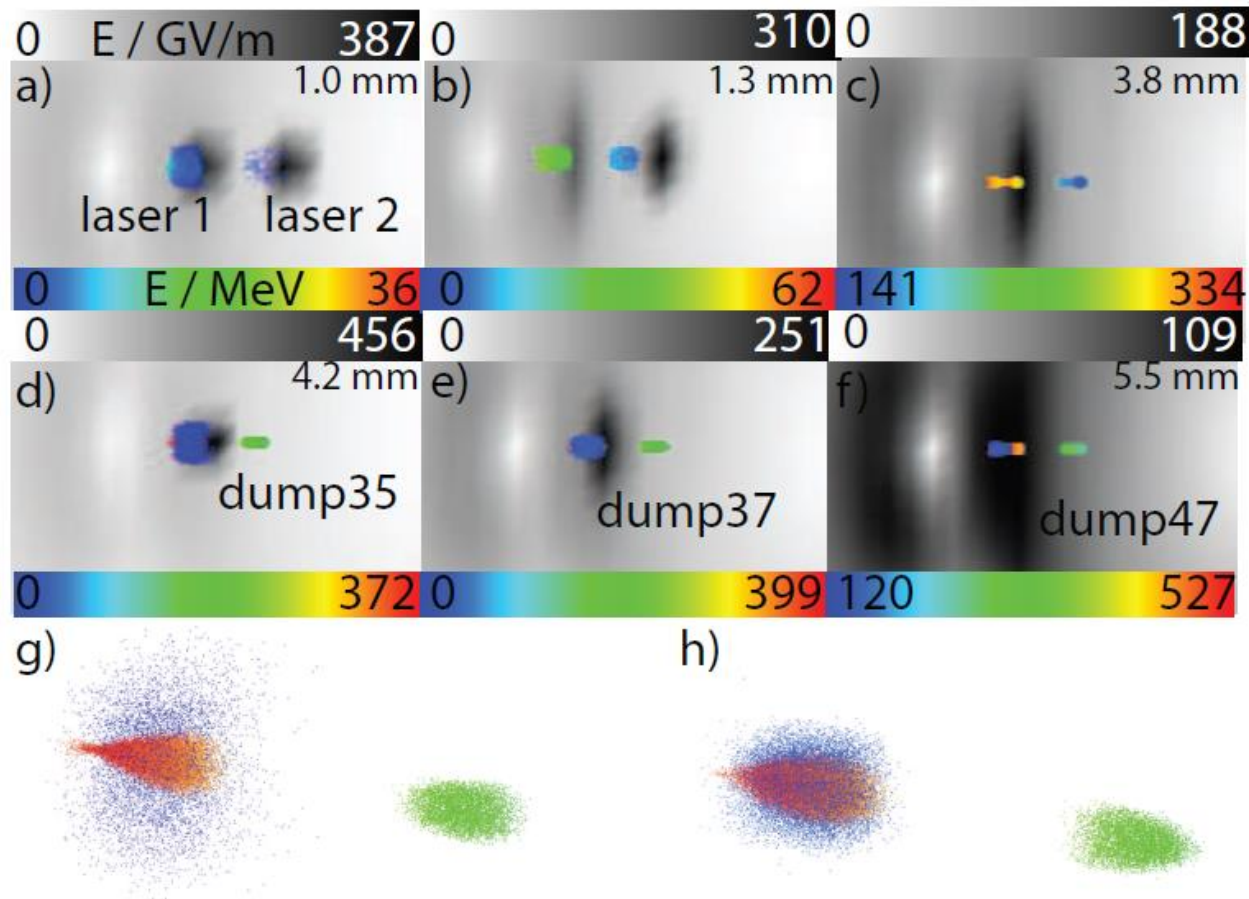 0 E / GV/m 387
0 310
0 188
a) 1.0 mm
b) 1.3 mm
c) 3.8 mm
laser 1 laser 2
0 E / MeV 36
0 62
141 334
0 456
0 251
0 109
d) 4.2 mm
e)
f) 5.5 mm
dump35
dump37
dump47
0 372
0 399
120 527
g)
h)